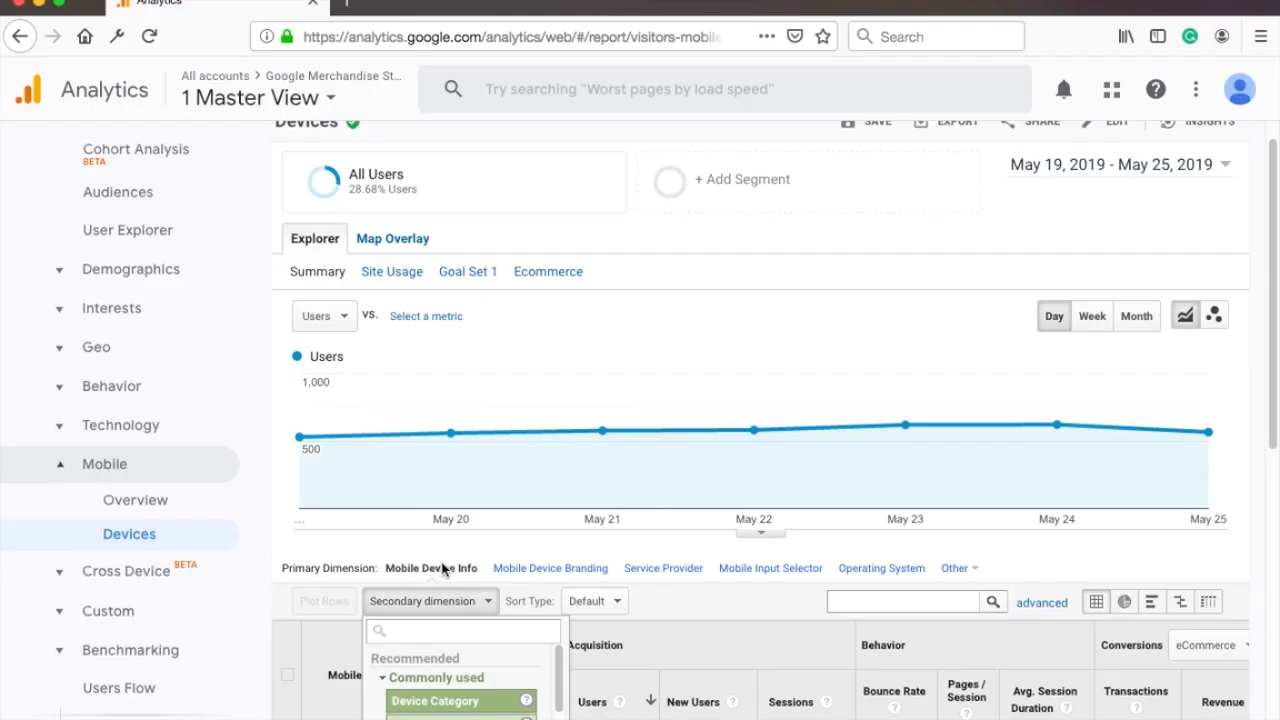 Analytics
https://analytics.google.com/analytics/web/#/report/visitors-mobile
Search
Analytics
All accounts > Google Merchandise St...
1 Master View
Try searching "Worst pages by load speed"
Devices
SAVE EXPORT SHARE EDIT INSIGHTS
Cohort Analysis
BETA
Audiences
User Explorer
Demographics
Interests
Geo
Behavior
Technology
Mobile
Overview
Devices
Cross Device BETA
Custom
Benchmarking
Users Flow
All Users
28.68% Users
+ Add Segment
May 19, 2019 - May 25, 2019
Explorer Map Overlay
Summary Site Usage Goal Set 1 Ecommerce
Users VS. Select a metric
Day Week Month
Users
1,000
500
... May 20 May 21 May 22 May 23 May 24 May 25
Primary Dimension: Mobile Device Info Mobile Device Branding Service Provider Mobile Input Selector Operating System Other
Plot Rows Secondary dimension Sort Type: Default advanced
Recommended
Commonly used
Device Category
Mobile
Acquisition Behavior Conversions eCommerce
Users New Users Sessions Bounce Rate Pages / Session Avg. Session Duration Transactions Revenue